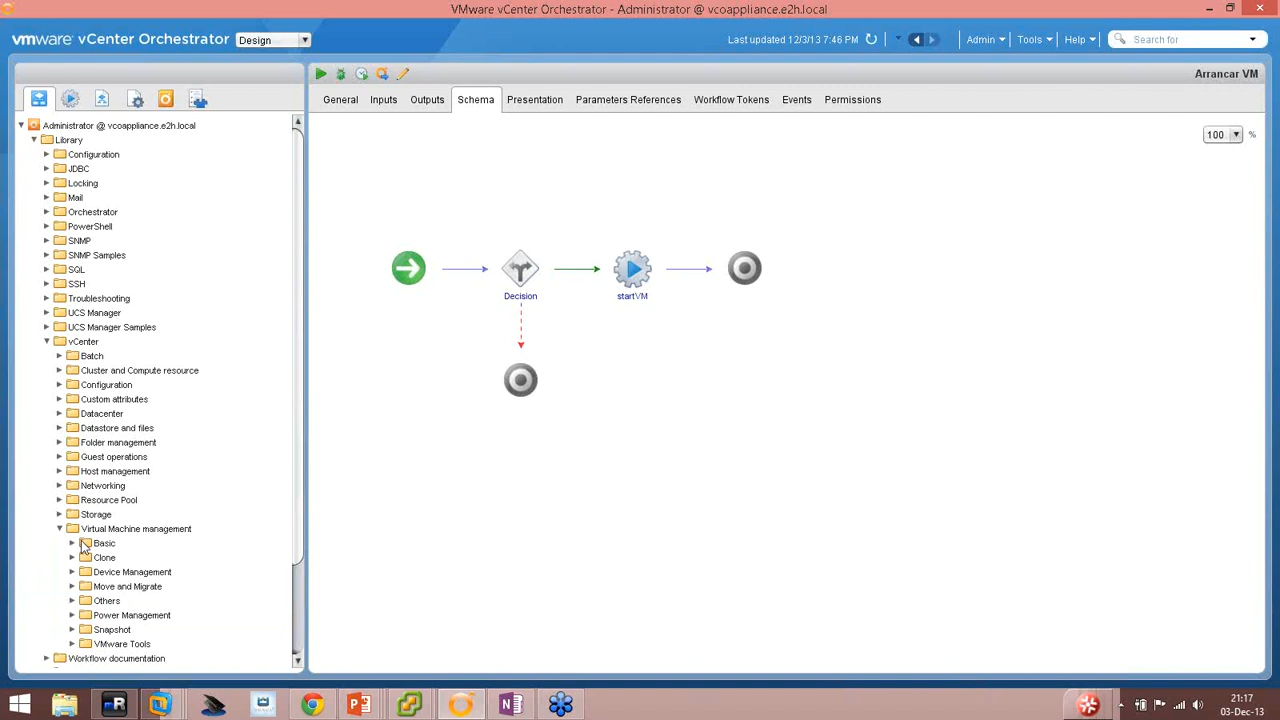 VMware vCenter Orchestrator - Administrator @ vcoappliance.e2h.local
vmware vCenter Orchestrator Design Last updated 12/3/13 7:46 PM Admin Tools Help Search for
Arrancar VM
General Inputs Outputs Schema Presentation Parameters References Workflow Tokens Events Permissions
100 %
Administrator @ vcoappliance.e2h.local
Library
Configuration
JDBC
Locking
Mail
Orchestrator
PowerShell
SNMP
SNMP Samples
SQL
SSH
Troubleshooting
UCS Manager
UCS Manager Samples
vCenter
Batch
Cluster and Compute resource
Configuration
Custom attributes
Datacenter
Datastore and files
Folder management
Guest operations
Host management
Networking
Resource Pool
Storage
Virtual Machine management
Basic
Clone
Device Management
Move and Migrate
Others
Power Management
Snapshot
VMware Tools
Workflow documentation
Decision
startVM
21:17
03-Dec-13